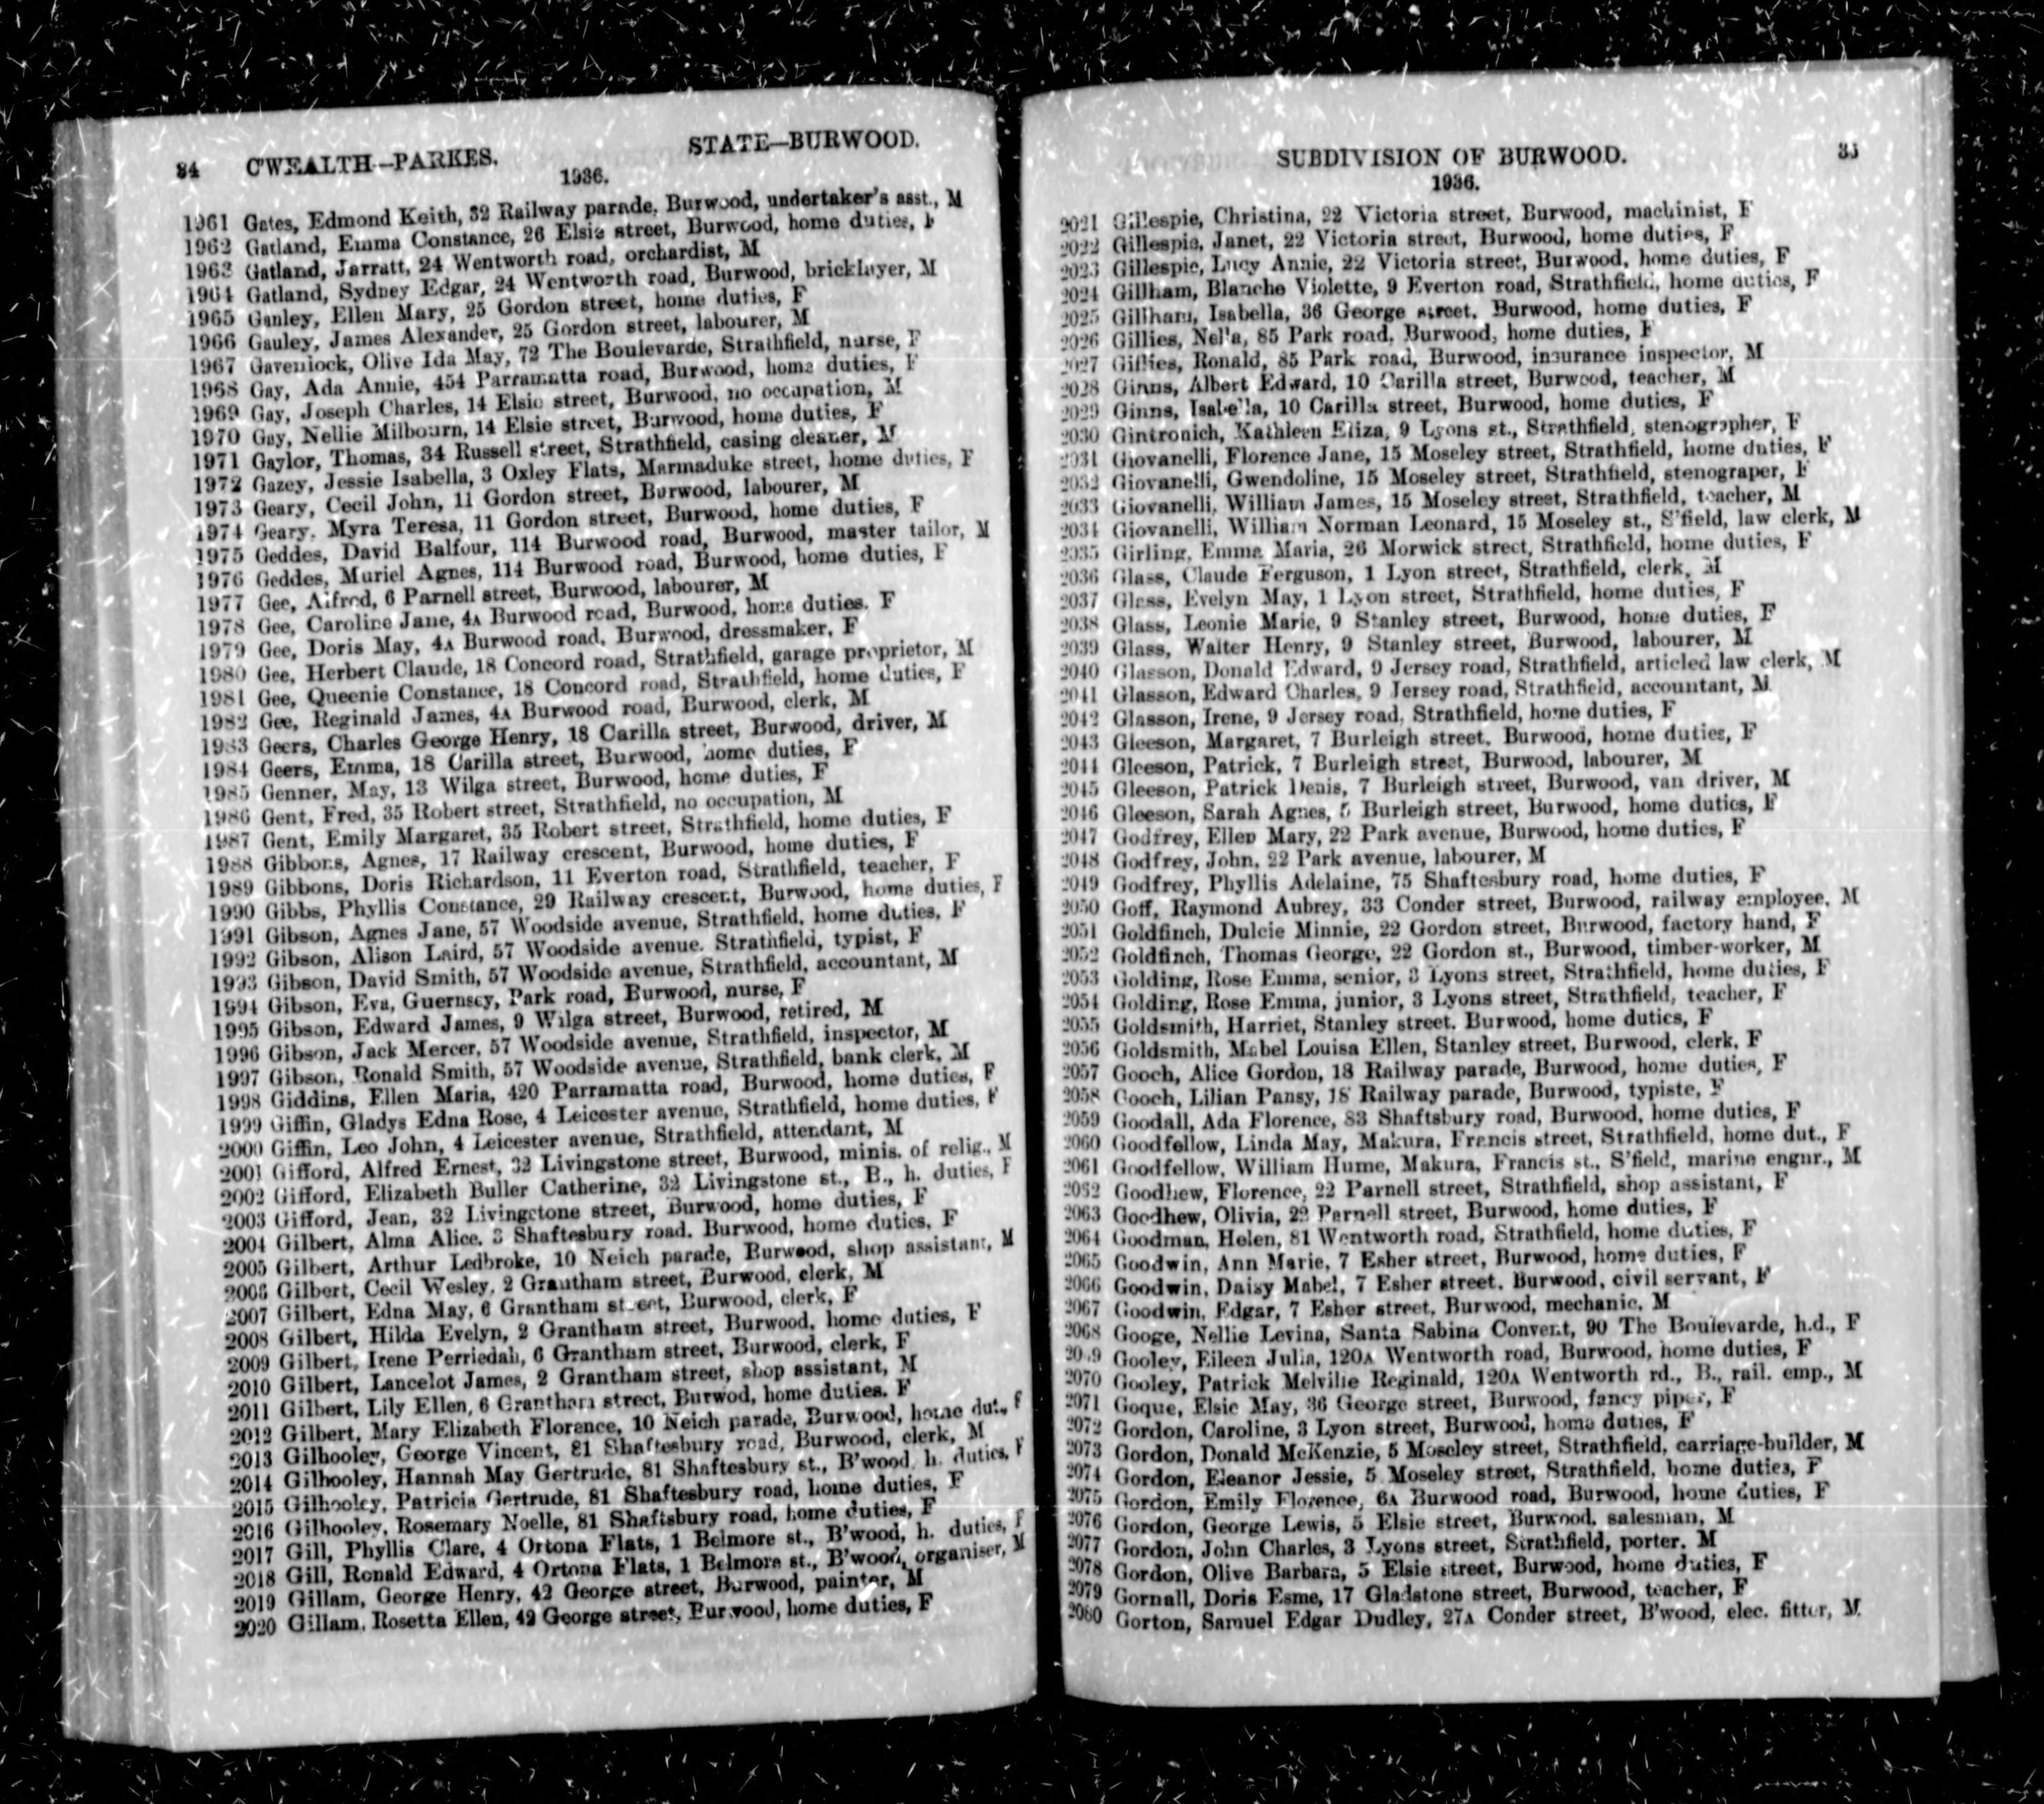 34 C'WEALTH—PARKES. STATE—BURWOOD.
1936.
1961 Gates, Edmond Keith, 32 Railway parade, Burwood, undertaker's asst., M
1962 Gatland, Emma Constance, 26 Elsie street, Burwood, home duties, F
1963 Gatland, Jarratt, 24 Wentworth road, orchardist, M
1964 Gatland, Sydney Edgar, 24 Wentworth road, Burwood, bricklayer, M
1965 Ganley, Ellen Mary, 25 Gordon street, home duties, F
1966 Gauley, James Alexander, 25 Gordon street, labourer, M
1967 Gavenlock, Olive Ida May, 72 The Boulevarde, Strathfield, nurse, F
1968 Gay, Ada Annie, 454 Parramatta road, Burwood, home duties, F
1969 Gay, Joseph Charles, 14 Elsie street, Burwood, no occupation, M
1970 Gay, Nellie Milbourn, 14 Elsie street, Burwood, home duties, F
1971 Gaylor, Thomas, 34 Russell street, Strathfield, casing cleaner, M
1972 Gazey, Jessie Isabella, 3 Oxley Flats, Marmaduke street, home duties, F
1973 Geary, Cecil John, 11 Gordon street, Burwood, labourer, M
1974 Geary, Myra Teresa, 11 Gordon street, Burwood, home duties, F
1975 Geddes, David Balfour, 114 Burwood road, Burwood, master tailor, M
1976 Geddes, Muriel Agnes, 114 Burwood road, Burwood, home duties, F
1977 Gee, Alfred, 6 Parnell street, Burwood, labourer, M
1978 Gee, Caroline Jane, 4A Burwood road, Burwood, home duties, F
1979 Gee, Doris May, 4A Burwood road, Burwood, dressmaker, F
1980 Gee, Herbert Claude, 18 Concord road, Strathfield, garage proprietor, M
1981 Gee, Queenie Constance, 18 Concord road, Strathfield, home duties, F
1982 Gee, Reginald James, 4A Burwood road, Burwood, clerk, M
1983 Geers, Charles George Henry, 18 Carilla street, Burwood, driver, M
1984 Geers, Emma, 18 Carilla street, Burwood, home duties, F
1985 Genner, May, 13 Wilga street, Burwood, home duties, F
1986 Gent, Fred, 35 Robert street, Strathfield, no occupation, M
1987 Gent, Emily Margaret, 35 Robert street, Strathfield, home duties, F
1988 Gibbons, Agnes, 17 Railway crescent, Burwood, home duties, F
1989 Gibbons, Doris Richardson, 11 Everton road, Strathfield, teacher, F
1990 Gibbs, Phyllis Constance, 29 Railway crescent, Burwood, home duties, F
1991 Gibson, Agnes Jane, 57 Woodside avenue, Strathfield, home duties, F
1992 Gibson, Alison Laird, 57 Woodside avenue, Strathfield, typist, F
1993 Gibson, David Smith, 57 Woodside avenue, Strathfield, accountant, M
1994 Gibson, Eva, Guernsey, Park road, Burwood, nurse, F
1995 Gibson, Edward James, 9 Wilga street, Burwood, retired, M
1996 Gibson, Jack Mercer, 57 Woodside avenue, Strathfield, inspector, M
1997 Gibson, Ronald Smith, 57 Woodside avenue, Strathfield, bank clerk, M
1998 Giddins, Ellen Maria, 420 Parramatta road, Burwood, home duties, F
1999 Giffin, Gladys Edna Rose, 4 Leicester avenue, Strathfield, home duties, F
2000 Giffin, Leo John, 4 Leicester avenue, Strathfield, attendant, M
2001 Gifford, Alfred Ernest, 32 Livingstone street, Burwood, minis. of relig., M
2002 Gifford, Elizabeth Buller Catherine, 32 Livingstone st., B., h. duties, F
2003 Gifford, Jean, 32 Livingstone street, Burwood, home duties, F
2004 Gilbert, Alma Alice, 3 Shaftesbury road, Burwood, home duties, F
2005 Gilbert, Arthur Ledbroke, 10 Neich parade, Burwood, shop assistant, M
2006 Gilbert, Cecil Wesley, 2 Grantham street, Burwood, clerk, M
2007 Gilbert, Edna May, 6 Grantham street, Burwood, clerk, F
2008 Gilbert, Hilda Evelyn, 2 Grantham street, Burwood, home duties, F
2009 Gilbert, Irene Perriedah, 6 Grantham street, Burwood, clerk, F
2010 Gilbert, Lancelot James, 2 Grantham street, shop assistant, M
2011 Gilbert, Lily Ellen, 6 Grantham street, Burwod, home duties, F
2012 Gilbert, Mary Elizabeth Florence, 10 Neich parade, Burwood, home dut., F
2013 Gilhooley, George Vincent, 81 Shaftesbury road, Burwood, clerk, M
2014 Gilhooley, Hannah May Gertrude, 81 Shaftesbury st., B'wood, h. duties, F
2015 Gilhooley, Patricia Gertrude, 81 Shaftesbury road, home duties, F
2016 Gilhooley, Rosemary Noelle, 81 Shaftsbury road, home duties, F
2017 Gill, Phyllis Clare, 4 Ortona Flats, 1 Belmore st., B'wood, h. duties, F
2018 Gill, Ronald Edward, 4 Ortona Flats, 1 Belmore st., B'wood, organiser, M
2019 Gillam, George Henry, 42 George street, Burwood, painter, M
2020 Gillam, Rosetta Ellen, 42 George street, Burwood, home duties, F
SUBDIVISION OF BURWOOD. 35
1936.
2021 Gillespie, Christina, 22 Victoria street, Burwood, machinist, F
2022 Gillespie, Janet, 22 Victoria street, Burwood, home duties, F
2023 Gillespie, Lucy Annie, 22 Victoria street, Burwood, home duties, F
2024 Gillham, Blanche Violette, 9 Everton road, Strathfield, home duties, F
2025 Gillham, Isabella, 36 George street, Burwood, home duties, F
2026 Gillies, Nella, 85 Park road, Burwood, home duties, F
2027 Gillies, Ronald, 85 Park road, Burwood, insurance inspector, M
2028 Ginns, Albert Edward, 10 Carilla street, Burwood, teacher, M
2029 Ginns, Isabella, 10 Carilla street, Burwood, home duties, F
2030 Gintronich, Kathleen Eliza, 9 Lyons st., Strathfield, stenographer, F
2031 Giovanelli, Florence Jane, 15 Moseley street, Strathfield, home duties, F
2032 Giovanelli, Gwendoline, 15 Moseley street, Strathfield, stenograper, F
2033 Giovanelli, William James, 15 Moseley street, Strathfield, teacher, M
2034 Giovanelli, William Norman Leonard, 15 Moseley st., S'field, law clerk, M
2035 Girling, Emma Maria, 26 Morwick street, Strathfield, home duties, F
2036 Glass, Claude Ferguson, 1 Lyon street, Strathfield, clerk, M
2037 Glass, Evelyn May, 1 Lyon street, Strathfield, home duties, F
2038 Glass, Leonie Marie, 9 Stanley street, Burwood, home duties, F
2039 Glass, Walter Henry, 9 Stanley street, Burwood, labourer, M
2040 Glasson, Donald Edward, 9 Jersey road, Strathfield, articled law clerk, M
2041 Glasson, Edward Charles, 9 Jersey road, Strathfield, accountant, M
2042 Glasson, Irene, 9 Jersey road, Strathfield, home duties, F
2043 Gleeson, Margaret, 7 Burleigh street, Burwood, home duties, F
2044 Gleeson, Patrick, 7 Burleigh street, Burwood, labourer, M
2045 Gleeson, Patrick Denis, 7 Burleigh street, Burwood, van driver, M
2046 Gleeson, Sarah Agnes, 5 Burleigh street, Burwood, home duties, F
2047 Godfrey, Ellen Mary, 22 Park avenue, Burwood, home duties, F
2048 Godfrey, John, 22 Park avenue, labourer, M
2049 Godfrey, Phyllis Adelaine, 75 Shaftesbury road, home duties, F
2050 Goff, Raymond Aubrey, 33 Conder street, Burwood, railway employee, M
2051 Goldfinch, Dulcie Minnie, 22 Gordon street, Burwood, factory hand, F
2052 Goldfinch, Thomas George, 22 Gordon st., Burwood, timber-worker, M
2053 Golding, Rose Emma, senior, 3 Lyons street, Strathfield, home duties, F
2054 Golding, Rose Emma, junior, 3 Lyons street, Strathfield, teacher, F
2055 Goldsmith, Harriet, Stanley street, Burwood, home duties, F
2056 Goldsmith, Mabel Louisa Ellen, Stanley street, Burwood, clerk, F
2057 Gooch, Alice Gordon, 18 Railway parade, Burwood, home duties, F
2058 Gooch, Lilian Pansy, 18 Railway parade, Burwood, typiste, F
2059 Goodall, Ada Florence, 83 Shaftsbury road, Burwood, home duties, F
2060 Goodfellow, Linda May, Makura, Francis street, Strathfield, home dut., F
2061 Goodfellow, William Hume, Makura, Francis st., S'field, marine engnr., M
2062 Goodhew, Florence, 22 Parnell street, Strathfield, shop assistant, F
2063 Goodhew, Olivia, 22 Parnell street, Burwood, home duties, F
2064 Goodman, Helen, 81 Wentworth road, Strathfield, home duties, F
2065 Goodwin, Ann Marie, 7 Esher street, Burwood, home duties, F
2066 Goodwin, Daisy Mabel, 7 Esher street, Burwood, civil servant, F
2067 Goodwin, Edgar, 7 Esher street, Burwood, mechanic, M
2068 Googe, Nellie Levina, Santa Sabina Convent, 90 The Boulevarde, h.d., F
2069 Gooley, Eileen Julia, 120A Wentworth road, Burwood, home duties, F
2070 Gooley, Patrick Melville Reginald, 120A Wentworth rd., B., rail. emp., M
2071 Goque, Elsie May, 36 George street, Burwood, fancy piper, F
2072 Gordon, Caroline, 3 Lyon street, Burwood, home duties, F
2073 Gordon, Donald McKenzie, 5 Moseley street, Strathfield, carriage-builder, M
2074 Gordon, Eleanor Jessie, 5 Moseley street, Strathfield, home duties, F
2075 Gordon, Emily Florence, 6A Burwood road, Burwood, home duties, F
2076 Gordon, George Lewis, 5 Elsie street, Burwood, salesman, M
2077 Gordon, John Charles, 3 Lyons street, Strathfield, porter, M
2078 Gordon, Olive Barbara, 5 Elsie street, Burwood, home duties, F
2079 Gornall, Doris Esme, 17 Gladstone street, Burwood, teacher, F
2080 Gorton, Samuel Edgar Dudley, 27A Conder street, B'wood, elec. fitter, M